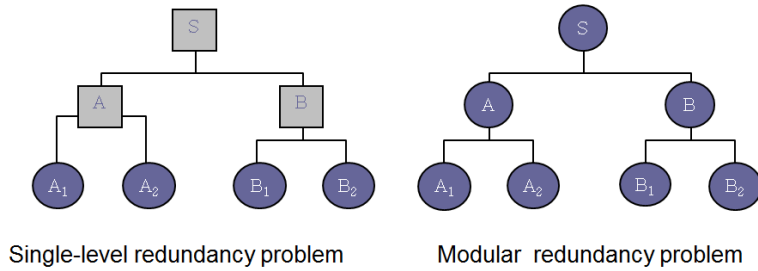 S
S
A
B
A
B
A1
A2
B1
B2
A1
A2
B1
B2
Single-level redundancy problem
Modular redundancy problem